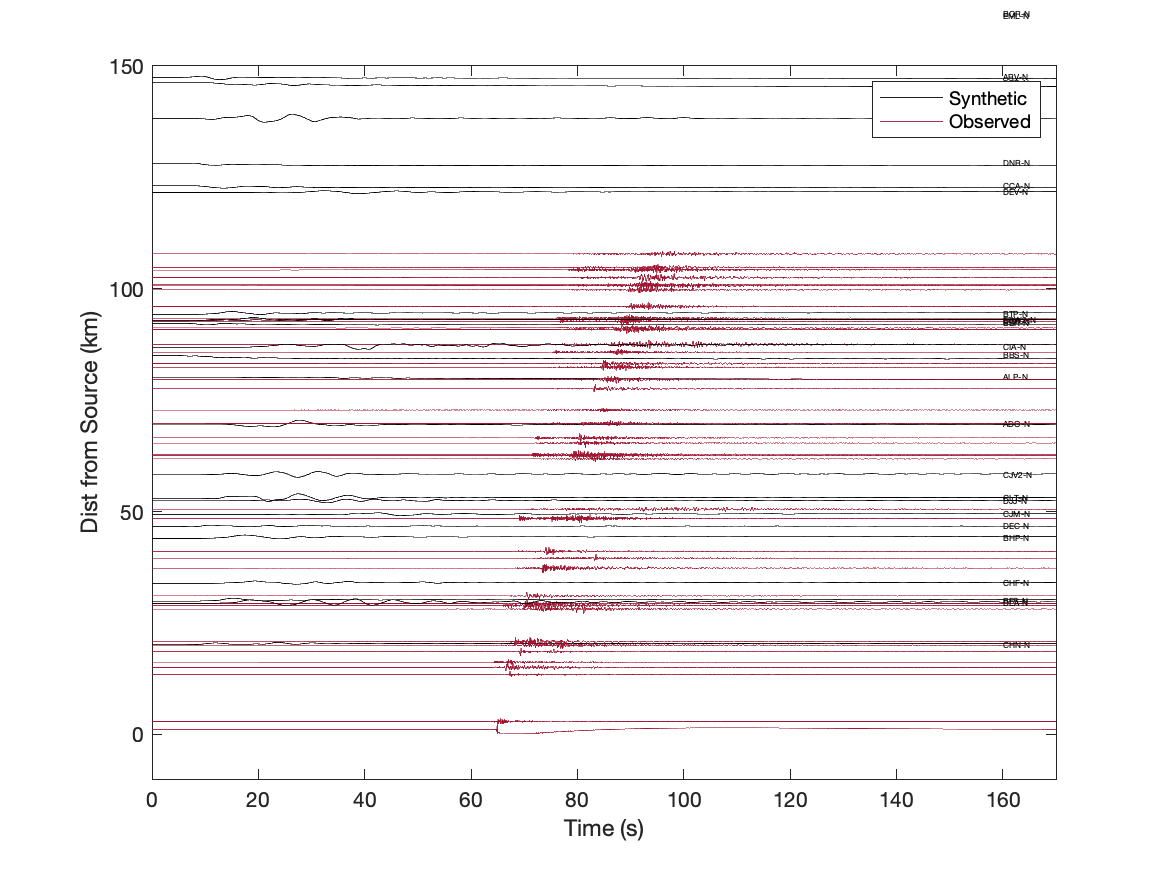 150
ABV-N
Synthetic
Observed
DNR-N
CCA-N
DEV-N
100
BTP-N
CIA-N
BBS-N
ALP-N
ADO-N
CJV2-N
50
CJM-N
DEC-N
BHP-N
CHF-N
CHN-N
0
0 20 40 60 80 100 120 140 160
Time (s)
Dist from Source (km)